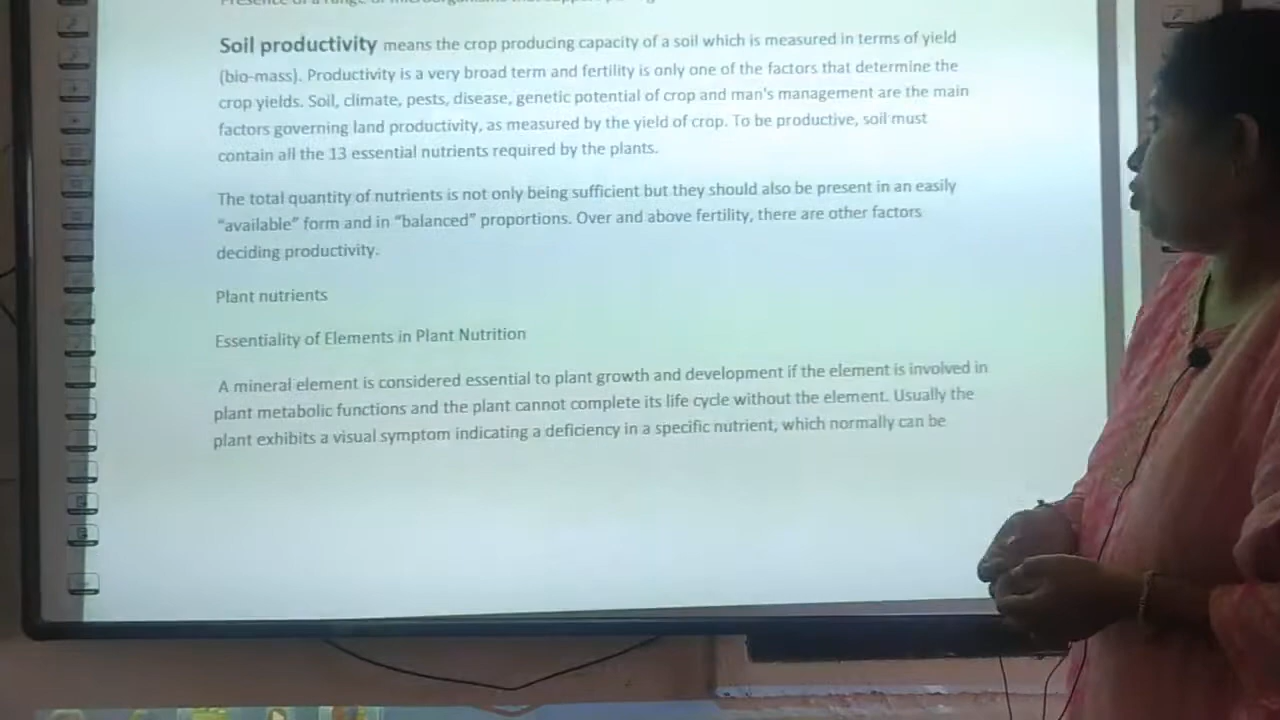 Soil productivity means the crop producing capacity of a soil which is measured in terms of yield
(bio-mass). Productivity is a very broad term and fertility is only one of the factors that determine the
crop yields. Soil, climate, pests, disease, genetic potential of crop and man's management are the main
factors governing land productivity, as measured by the yield of crop. To be productive, soil must
contain all the 13 essential nutrients required by the plants.
The total quantity of nutrients is not only being sufficient but they should also be present in an easily
“available” form and in “balanced” proportions. Over and above fertility, there are other factors
deciding productivity.
Plant nutrients
Essentiality of Elements in Plant Nutrition
A mineral element is considered essential to plant growth and development if the element is involved in
plant metabolic functions and the plant cannot complete its life cycle without the element. Usually the
plant exhibits a visual symptom indicating a deficiency in a specific nutrient, which normally can be